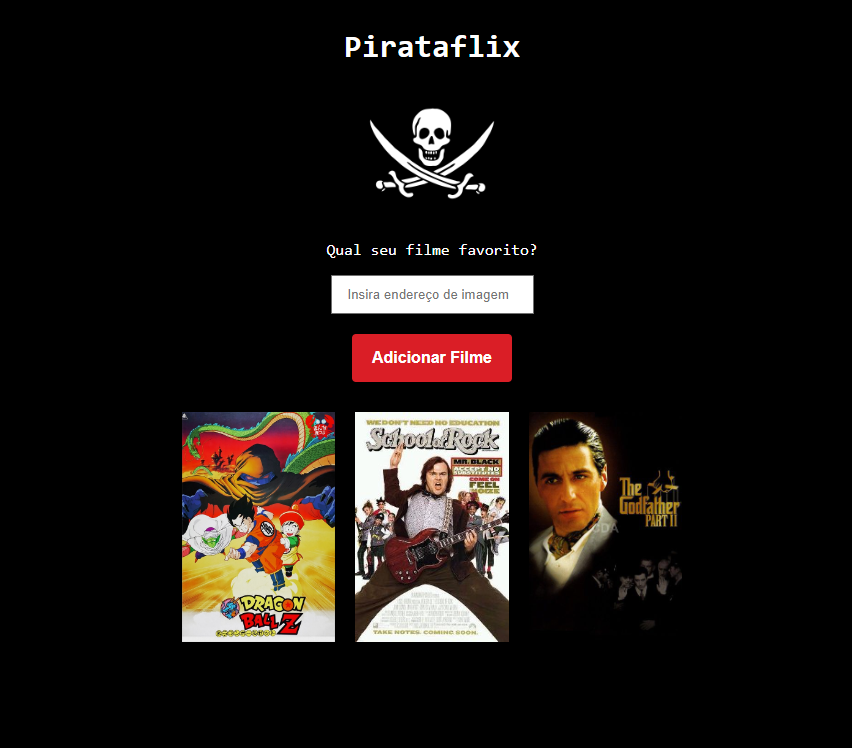 Pirataflix
Qual seu filme favorito?
Insira endereço de imagem
Adicionar Filme
DRAGON
BALL Z
WE DON'T NEED NO EDUCATION
School of Rock
MR. BLACK
ACCEPT NO
SUBSTITUTES
COME ON
FEEL
NOIZE
TAKE NOTES. COMING SOON.
The
Godfather
PART II